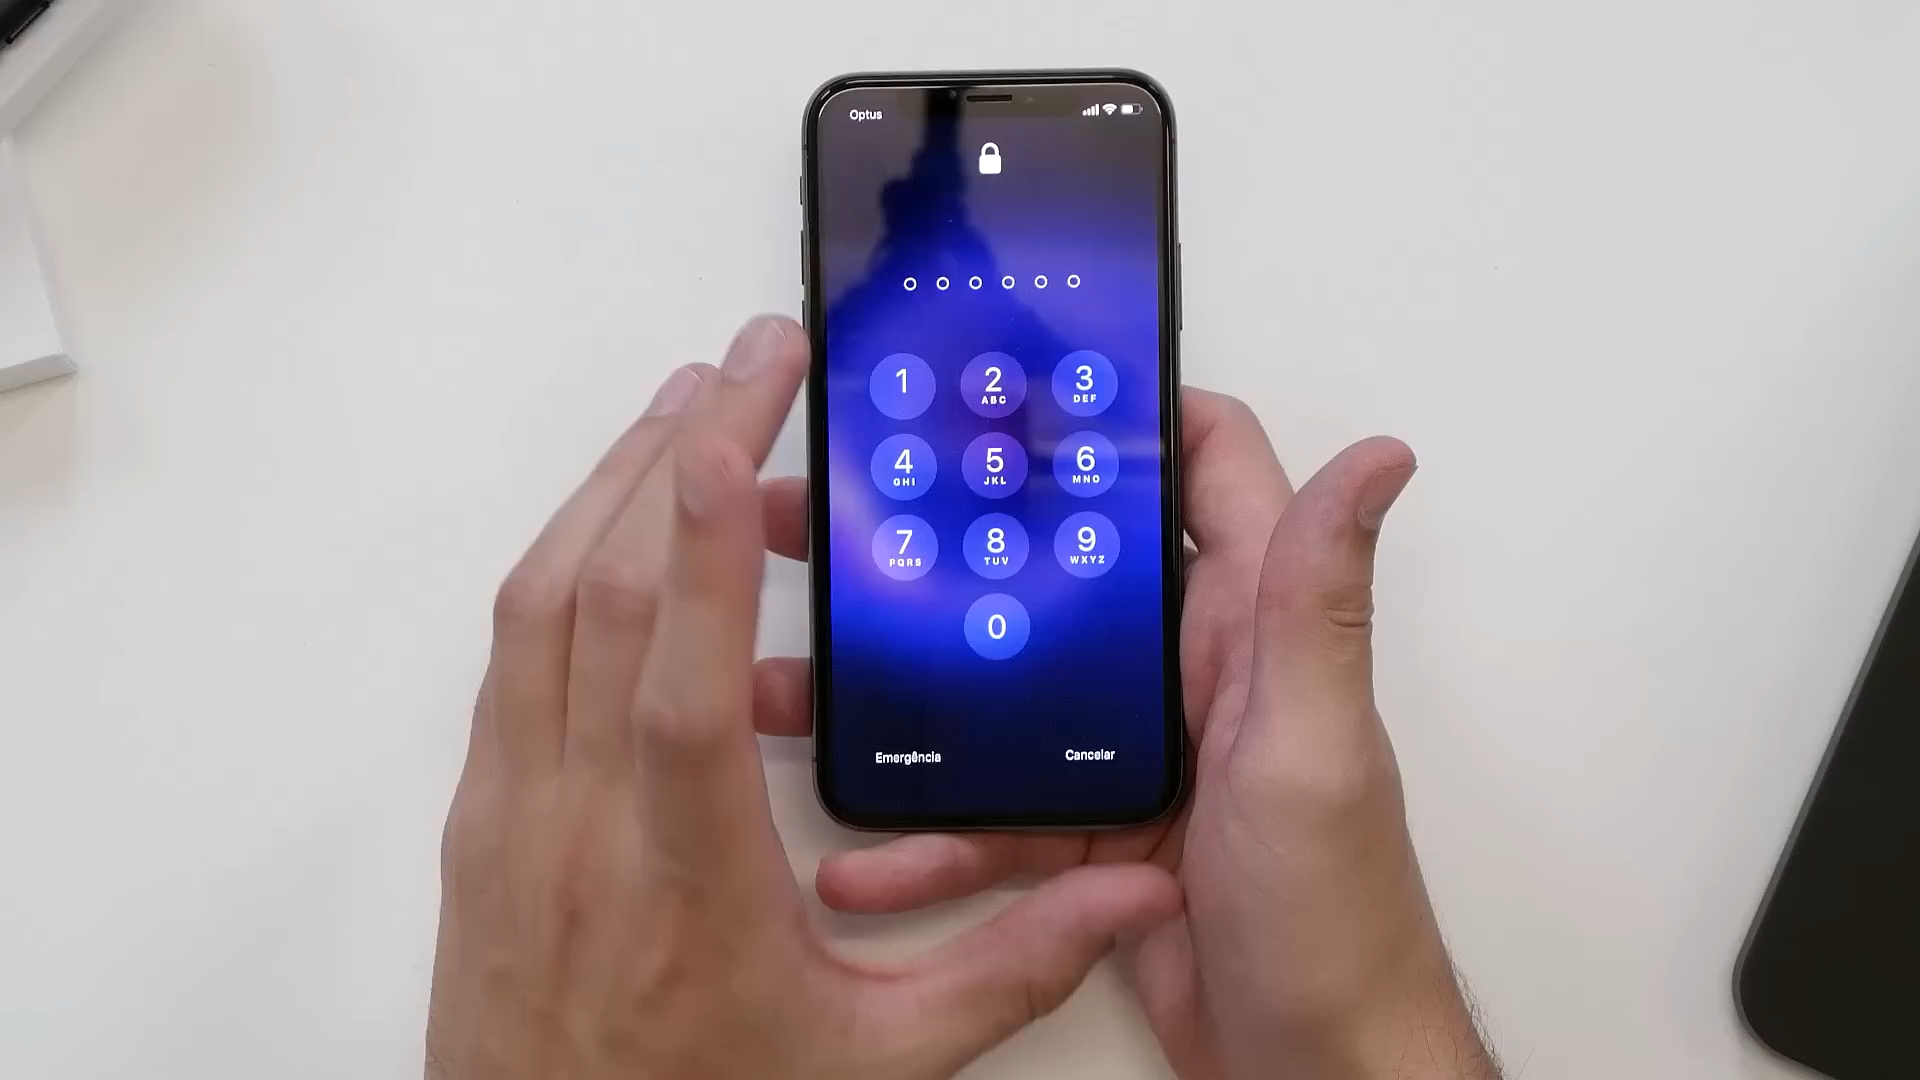 Optus
1 2 3
ABC DEF
4 5 6
GHI JKL MNO
7 8 9
PQRS TUV WXYZ
0
Emergência Cancelar